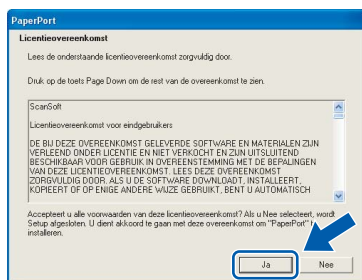 PaperPort
Licentieovereenkomst
Lees de onderstaande licentieovereenkomst zorgvuldig door.
Druk op de toets Page Down om de rest van de overeenkomst te zien.
ScanSoft
Licentieovereenkomst voor eindgebruikers
DE BIJ DEZE OVEREENKOMST GELEVERDE SOFTWARE EN MATERIALEN ZIJN
VERLEEND ONDER LICENTIE EN NIET VERKOCHT EN ZIJN UITSLUITEND
BESCHIKBAAR VOOR GEBRUIK IN OVEREENSTEMMING MET DE BEPALINGEN
VAN DEZE LICENTIEOVEREENKOMST. LEES DEZE OVEREENKOMST
ZORGVULDIG DOOR. ALS U DE SOFTWARE DOWNLOADT, INSTALLEERT,
KOPIEERT OF OP ENIGE ANDERE WIJZE GEBRUIKT, BENT U AUTOMATISCH
Accepteert u alle voorwaarden van deze licentieovereenkomst? Als u Nee selecteert, wordt
Setup afgesloten. U dient akkoord te gaan met deze overeenkomst om "PaperPort" t
installeren.
Ja
Nee